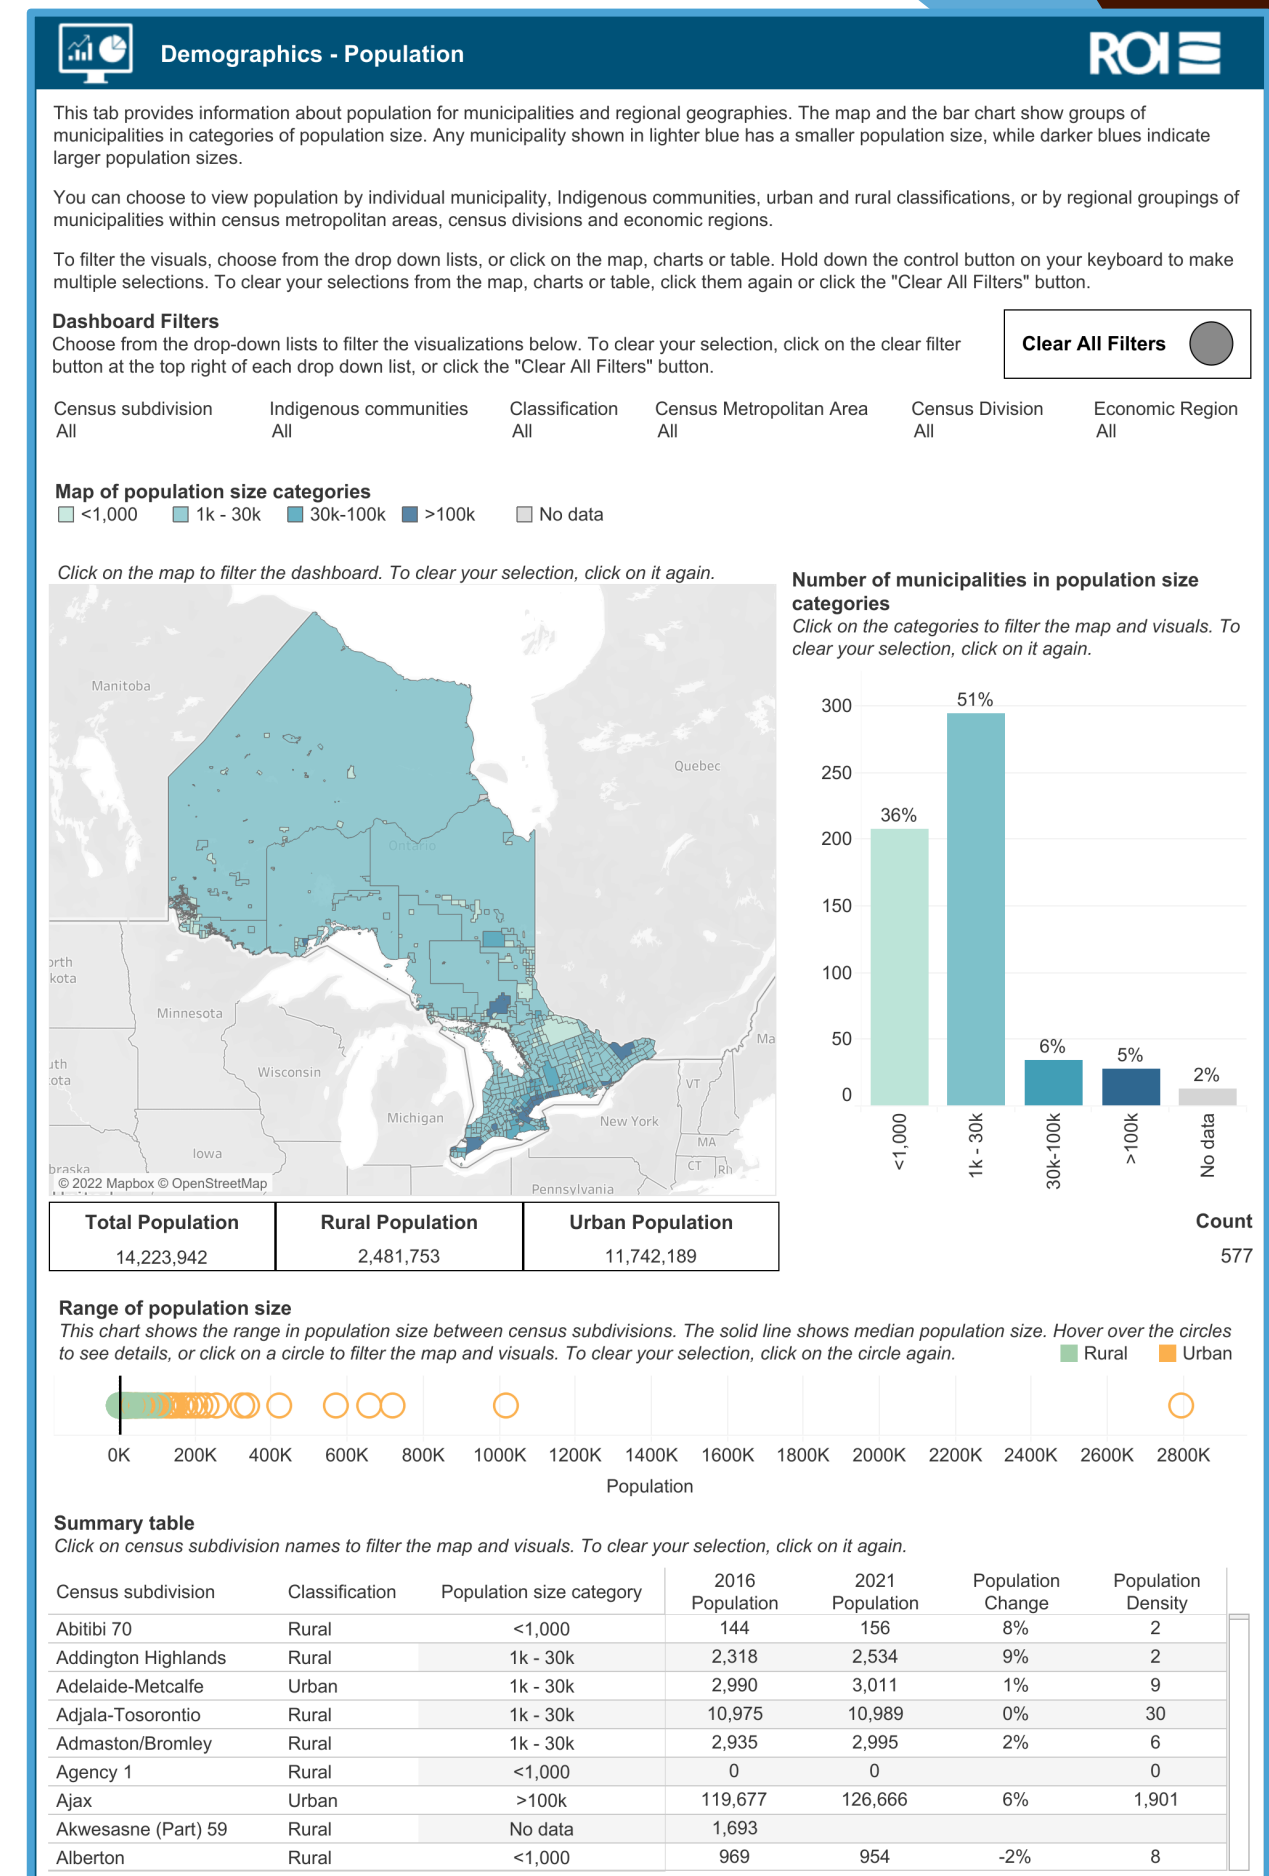 Demographics - Population
ROI
This tab provides information about population for municipalities and regional geographies. The map and the bar chart show groups of
municipalities in categories of population size. Any municipality shown in lighter blue has a smaller population size, while darker blues indicate
larger population sizes.
You can choose to view population by individual municipality, Indigenous communities, urban and rural classifications, or by regional groupings of
municipalities within census metropolitan areas, census divisions and economic regions.
To filter the visuals, choose from the drop down lists, or click on the map, charts or table. Hold down the control button on your keyboard to make
multiple selections. To clear your selections from the map, charts or table, click them again or click the "Clear All Filters" button.
Dashboard Filters
Choose from the drop-down lists to filter the visualizations below. To clear your selection, click on the clear filter
button at the top right of each drop down list, or click the "Clear All Filters" button.
Clear All Filters
Census subdivision Indigenous communities Classification Census Metropolitan Area Census Division Economic Region
All All All All All All
Map of population size categories
<1,000 1k - 30k 30k-100k >100k No data
Click on the map to filter the dashboard. To clear your selection, click on it again.
Manitoba
Quebec
Ontario
orth
kota
Minnesota
Ma
uth
ota
Wisconsin
VT
Michigan
New York
MA
Iowa
CT RI
braska
© 2022 Mapbox © OpenStreetMap
Pennsylvania
Number of municipalities in population size
categories
Click on the categories to filter the map and visuals. To
clear your selection, click on it again.
300
250
200
150
100
50
0
36%
51%
6%
5%
2%
<1,000
1k - 30k
30k-100k
>100k
No data
Total Population Rural Population Urban Population
14,223,942 2,481,753 11,742,189
Count
577
Range of population size
This chart shows the range in population size between census subdivisions. The solid line shows median population size. Hover over the circles
to see details, or click on a circle to filter the map and visuals. To clear your selection, click on the circle again.
Rural Urban
0K 200K 400K 600K 800K 1000K 1200K 1400K 1600K 1800K 2000K 2200K 2400K 2600K 2800K
Population
Summary table
Click on census subdivision names to filter the map and visuals. To clear your selection, click on it again.
Census subdivision Classification Population size category 2016 Population 2021 Population Population Change Population Density
Abitibi 70 Rural <1,000 144 156 8% 2
Addington Highlands Rural 1k - 30k 2,318 2,534 9% 2
Adelaide-Metcalfe Urban 1k - 30k 2,990 3,011 1% 9
Adjala-Tosorontio Rural 1k - 30k 10,975 10,989 0% 30
Admaston/Bromley Rural 1k - 30k 2,935 2,995 2% 6
Agency 1 Rural <1,000 0 0 0
Ajax Urban >100k 119,677 126,666 6% 1,901
Akwesasne (Part) 59 Rural No data 1,693
Alberton Rural <1,000 969 954 -2% 8